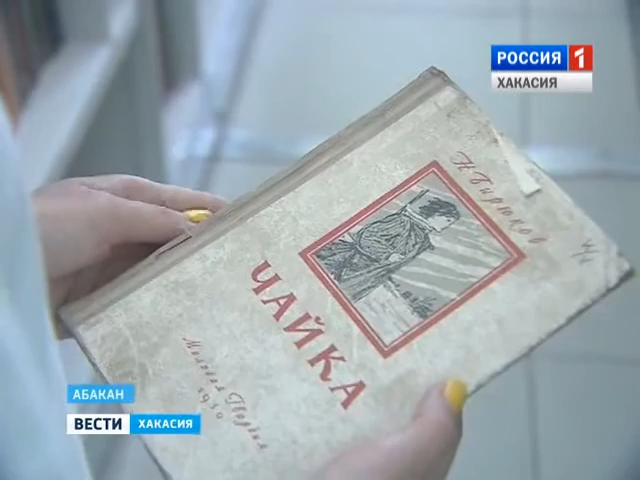 РОССИЯ 1
ХАКАСИЯ
Н. Бирюков
ЧАЙКА
Молодая Гвардия
1950
АБАКАН
ВЕСТИ ХАКАСИЯ